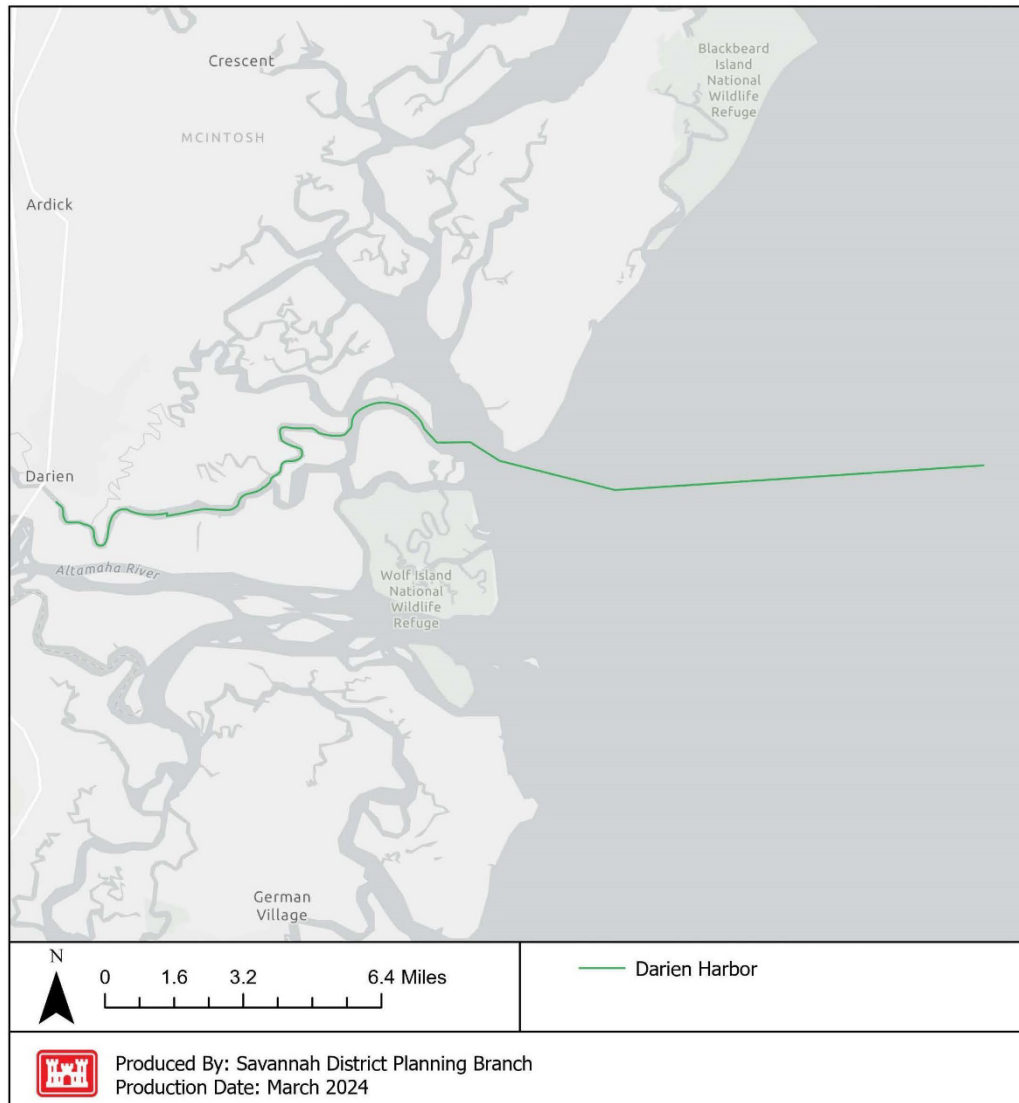 Blackbeard
Island
National
Wildlife
Refuge
Crescent
MCINTOSH
Ardick
Darien
Altamaha River
Wolf Island
National
Wildlife
Refuge
German
Village
N
0 1.6 3.2 6.4 Miles
Darien Harbor
Produced By: Savannah District Planning Branch
Production Date: March 2024